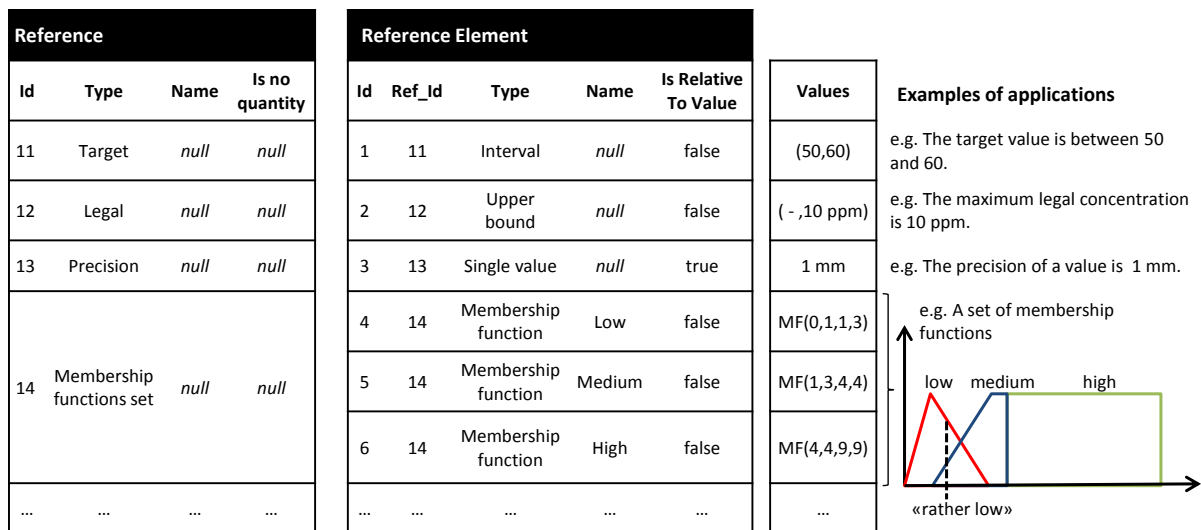 Reference
Id Type Name Is no quantity
11 Target null null
12 Legal null null
13 Precision null null
14 Membership functions set null null
... ... ... ...
Reference Element
Id Ref_Id Type Name Is Relative To Value
1 11 Interval null false
2 12 Upper bound null false
3 13 Single value null true
4 14 Membership function Low false
5 14 Membership function Medium false
6 14 Membership function High false
... ... ... ... ...
Values
(50,60)
( - ,10 ppm)
1 mm
MF(0,1,1,3)
MF(1,3,4,4)
MF(4,4,9,9)
...
Examples of applications
e.g. The target value is between 50
and 60.
e.g. The maximum legal concentration
is 10 ppm.
e.g. The precision of a value is 1 mm.
e.g. A set of membership
functions
low medium high
«rather low»